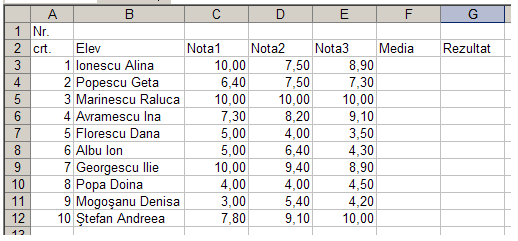 A B C D E F G
1 Nr.
2 crt. Elev Nota1 Nota2 Nota3 Media Rezultat
3 1 Ionescu Alina 10,00 7,50 8,90
4 2 Popescu Geta 6,40 7,50 7,30
5 3 Marinescu Raluca 10,00 10,00 10,00
6 4 Avramescu Ina 7,30 8,20 9,10
7 5 Florescu Dana 5,00 4,00 3,50
8 6 Albu Ion 5,00 6,40 4,30
9 7 Georgescu Ilie 10,00 9,40 8,90
10 8 Popa Doina 4,00 4,00 4,50
11 9 Mogoşanu Denisa 3,00 5,40 4,20
12 10 Ştefan Andreea 7,80 9,10 10,00